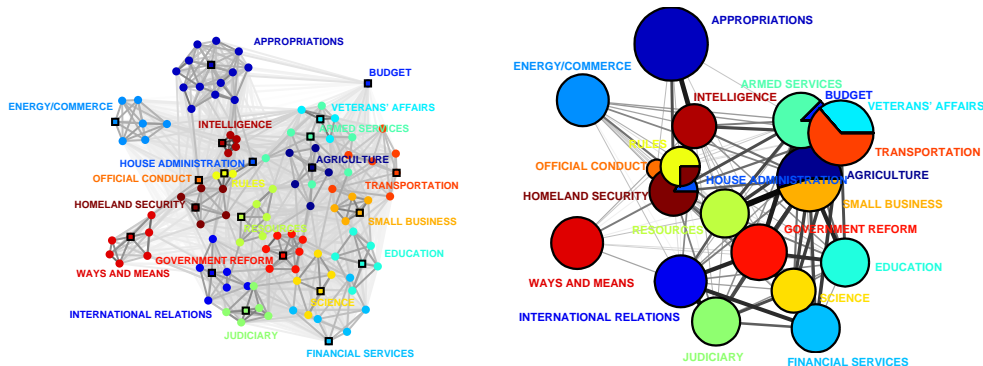 APPROPRIATIONS
BUDGET
ENERGY/COMMERCE
VETERANS' AFFAIRS
INTELLIGENCE
ARMED SERVICES
HOUSE ADMINISTRATION
AGRICULTURE
OFFICIAL CONDUCT
RULES
TRANSPORTATION
HOMELAND SECURITY
SMALL BUSINESS
RESOURCES
EDUCATION
WAYS AND MEANS
GOVERNMENT REFORM
SCIENCE
INTERNATIONAL RELATIONS
JUDICIARY
FINANCIAL SERVICES
APPROPRIATIONS
ENERGY/COMMERCE
ARMED SERVICES
BUDGET
INTELLIGENCE
VETERANS' AFFAIRS
RULES
TRANSPORTATION
OFFICIAL CONDUCT
HOUSE ADMINISTRATION
AGRICULTURE
HOMELAND SECURITY
SMALL BUSINESS
RESOURCES
GOVERNMENT REFORM
EDUCATION
WAYS AND MEANS
SCIENCE
INTERNATIONAL RELATIONS
JUDICIARY
FINANCIAL SERVICES